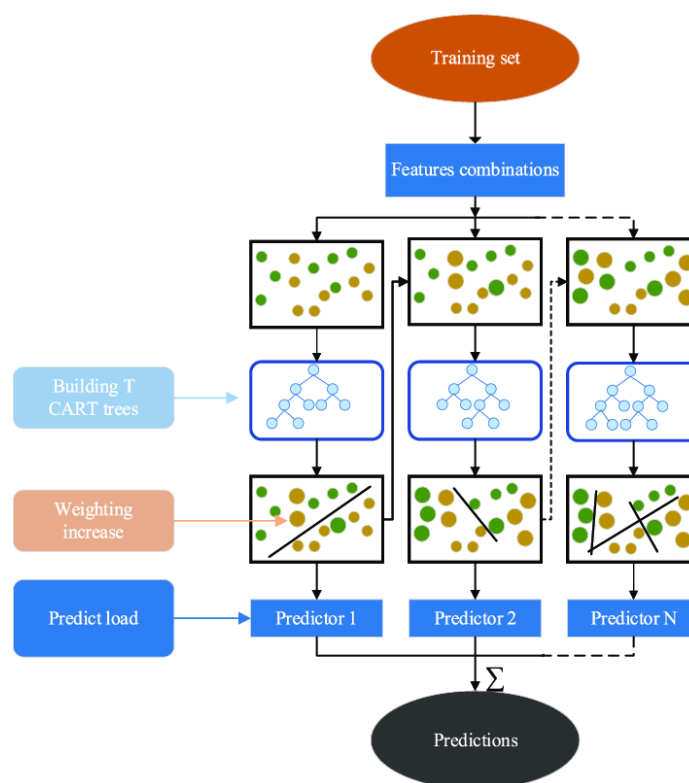 Training set
Features combinations
Building T
CART trees
Weighting
increase
Predict load
Predictor 1
Predictor 2
Predictor N
Σ
Predictions